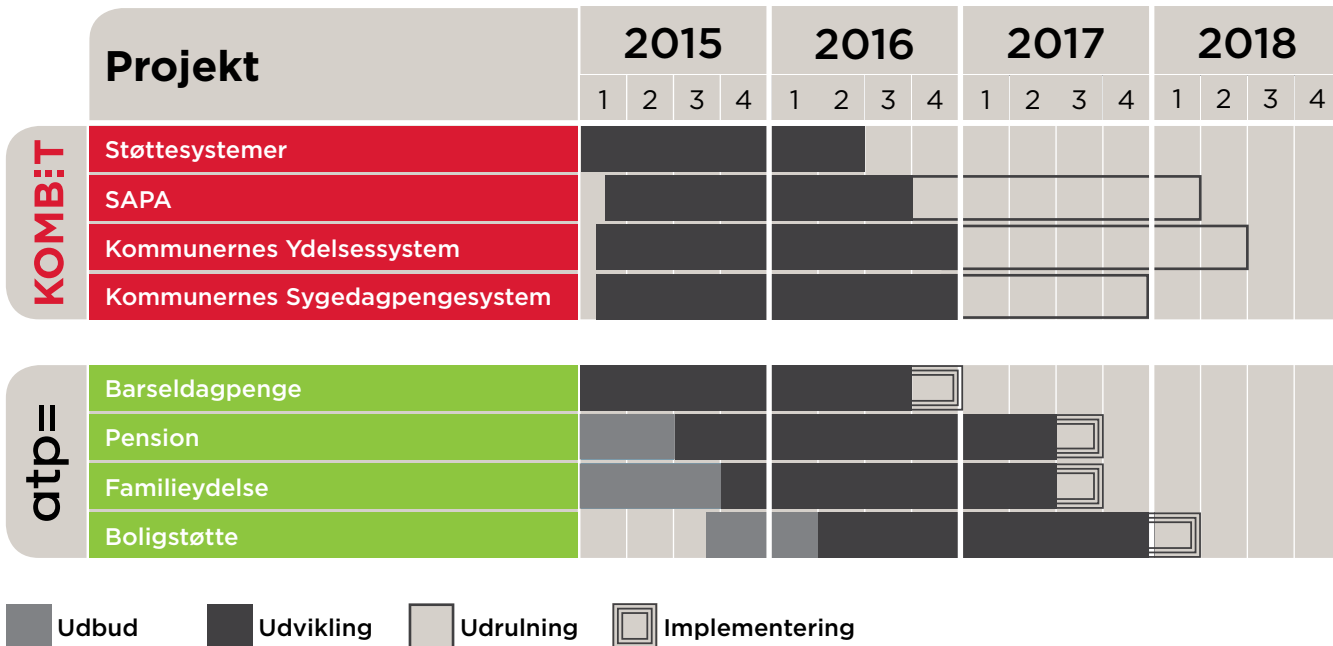 Projekt
2015 2016 2017 2018
1 2 3 4 1 2 3 4 1 2 3 4 1 2 3 4
KOMBIT
Støttesystemer
SAPA
Kommunernes Ydelsessystem
Kommunernes Sygedagpengesystem
atp=
Barseldagpenge
Pension
Familieydelse
Boligstøtte
Udbud Udvikling Udrulning Implementering